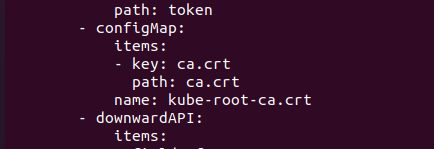 path: token
- configMap:
items:
- key: ca.crt
path: ca.crt
name: kube-root-ca.crt
- downwardAPI:
items: